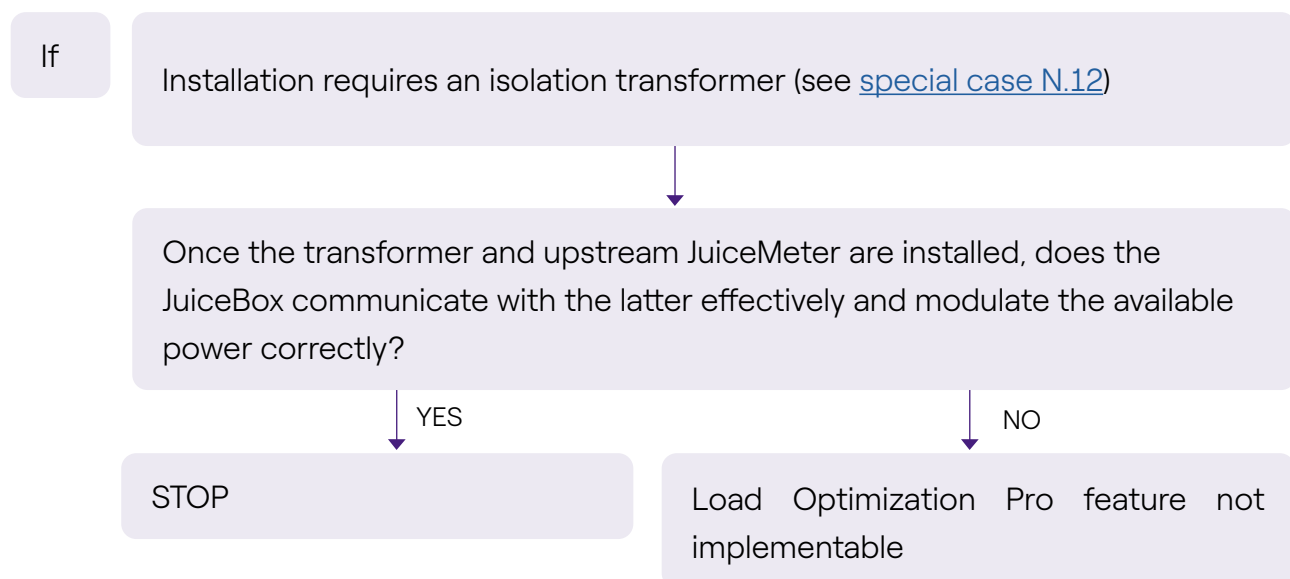 If
Installation requires an isolation transformer (see special case N.12)
Once the transformer and upstream JuiceMeter are installed, does the
JuiceBox communicate with the latter effectively and modulate the available
power correctly?
YES
NO
STOP
Load Optimization Pro feature not
implementable